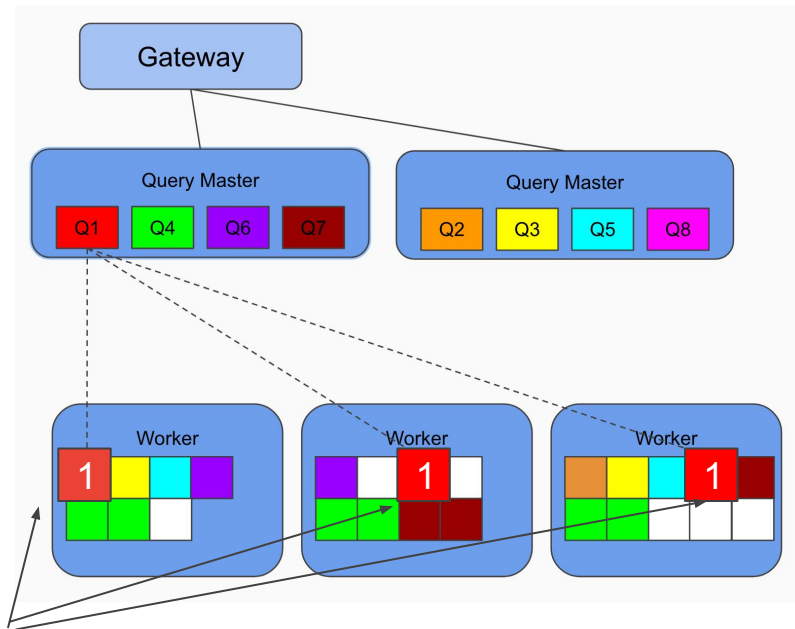 Gateway
Query Master
Q1 Q4 Q6 Q7
Query Master
Q2 Q3 Q5 Q8
Worker
1
Worker
1
Worker
1